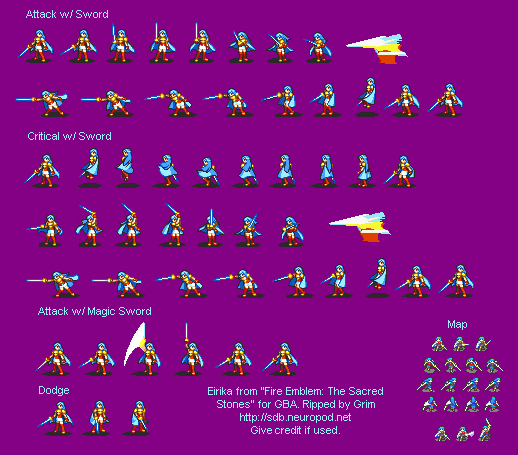 Attack w/ Sword
Critical w/ Sword
Attack w/ Magic Sword
Map
Dodge
Eirika from "Fire Emblem: The Sacred
Stones" for GBA. Ripped by Grim
http://sdb.neuropod.net
Give credit if used.